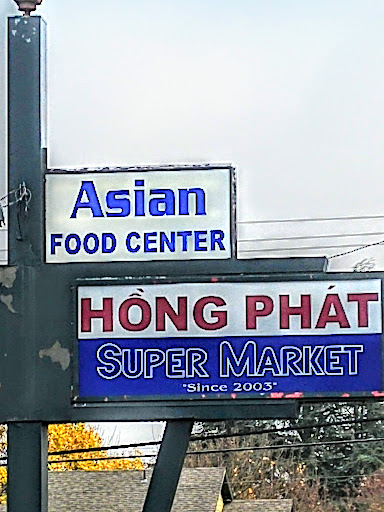 Asian
FOOD CENTER
HỒNG PHÁT
SUPER MARKET
"Since 2003"